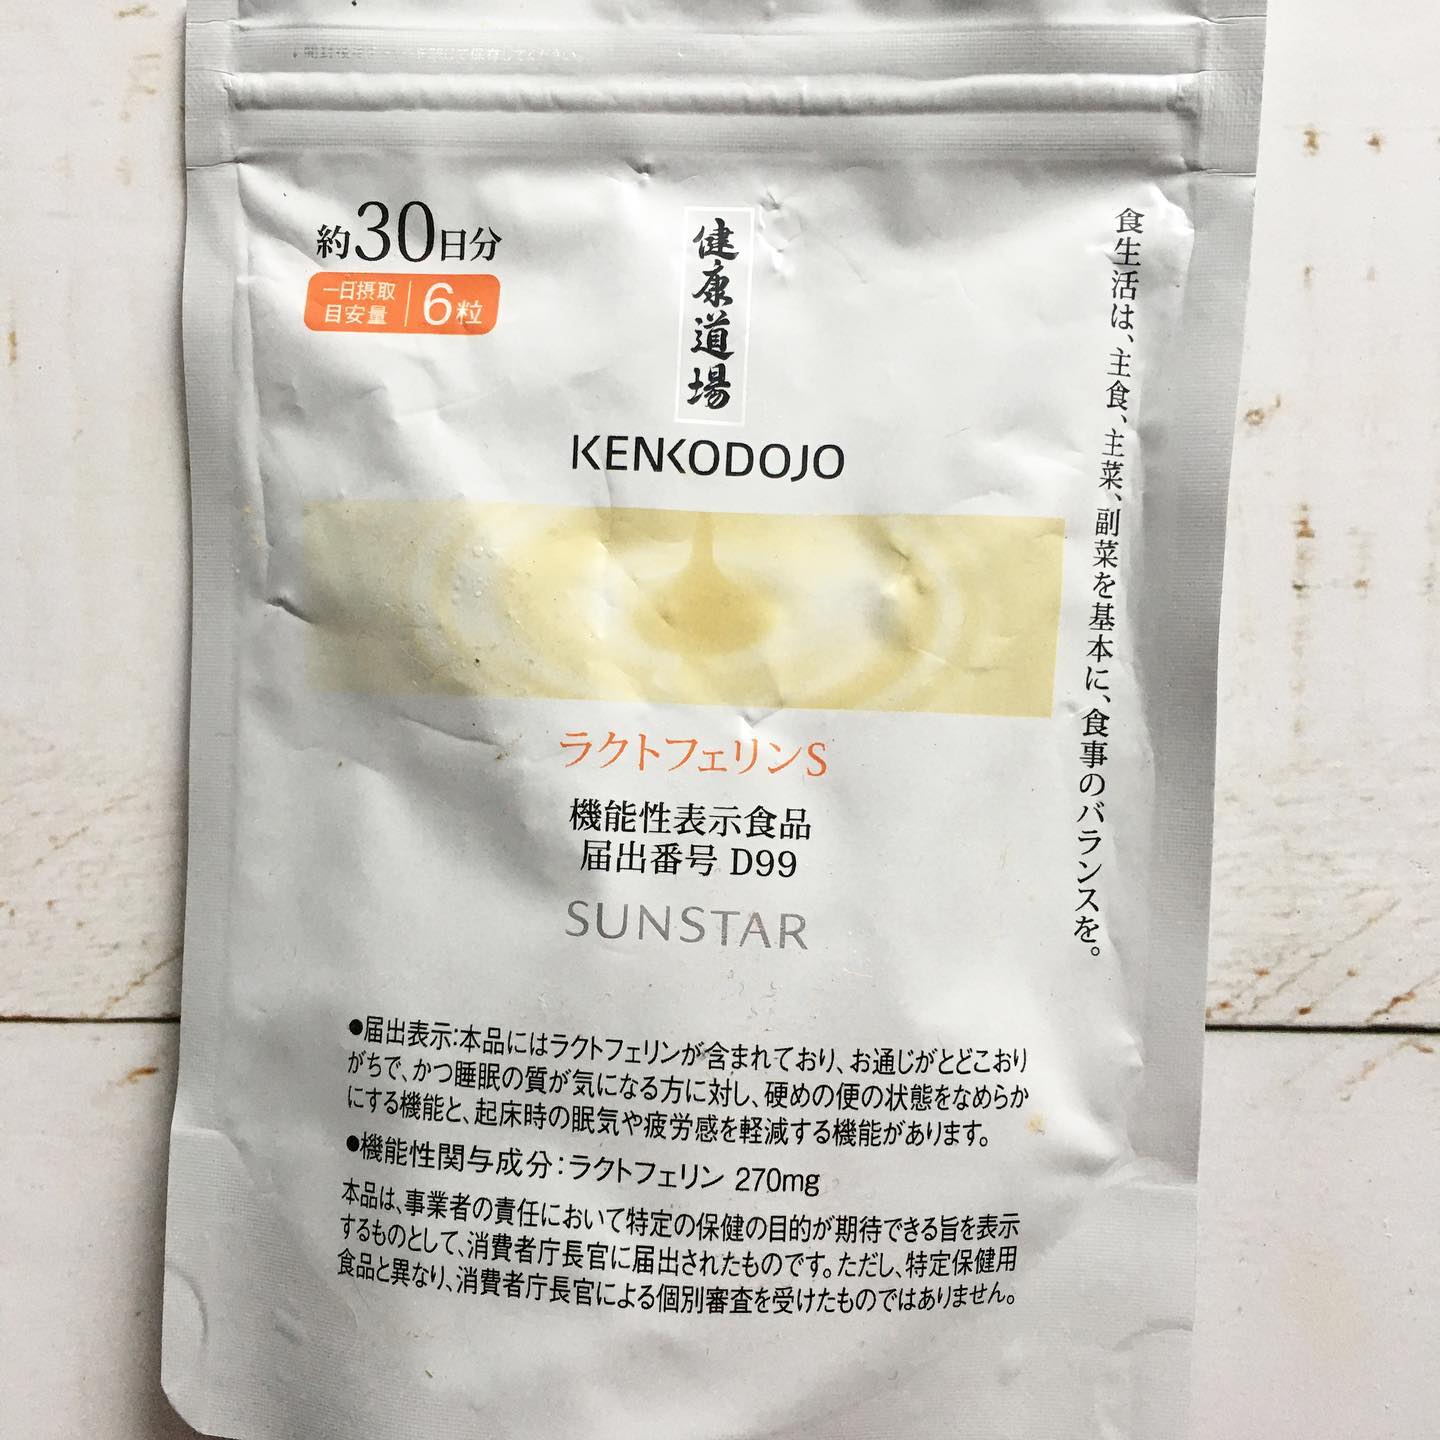 約30日分
一日摂取
目安量
6粒
健康道場
KENKODOJO
食生活は、主食、主菜、副菜を基本に、食事のバランスを。
ラクトフェリンS
機能性表示食品
届出番号 D99
SUNSTAR
●届出表示:本品にはラクトフェリンが含まれており、お通じがとどこおり
がちで、かつ睡眠の質が気になる方に対し、硬めの便の状態をなめらか
にする機能と、起床時の眠気や疲労感を軽減する機能があります。
●機能性関与成分:ラクトフェリン 270mg
本品は、事業者の責任において特定の保健の目的が期待できる旨を表示
するものとして、消費者庁長官に届出されたものです。ただし、特定保健用
食品と異なり、消費者庁長官による個別審査を受けたものではありません。